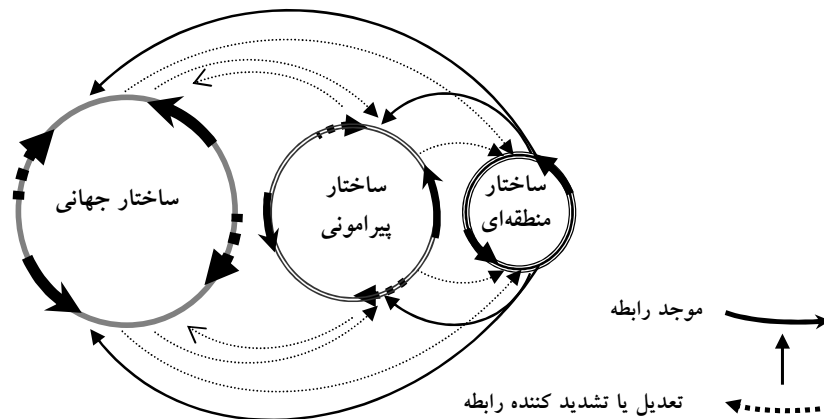 ساختار
منطقه‌ای
ساختار
پیرامونی
ساختار جهانی
موجد رابطه
تعدیل یا تشدید کننده رابطه